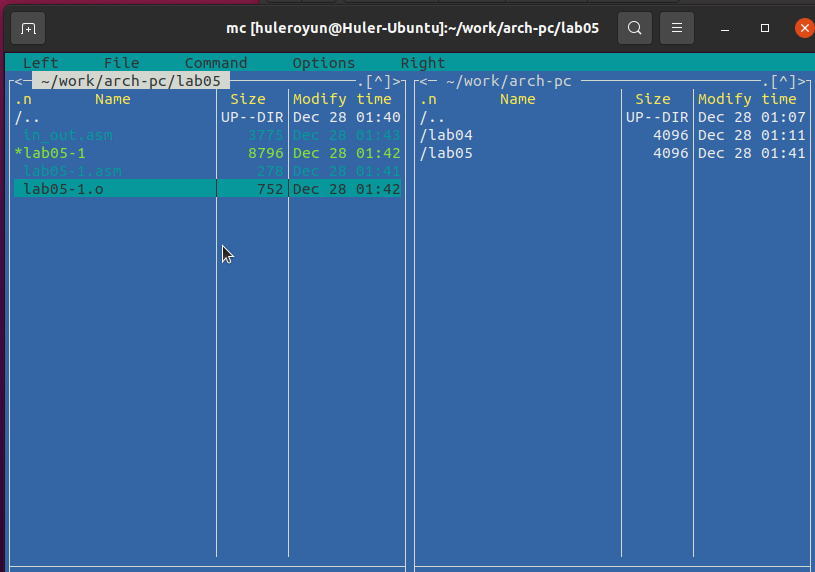 mc [huleroyun@Huler-Ubuntu]:~/work/arch-pc/lab05
Left File Command Options Right
<─ ~/work/arch-pc/lab05 ─.[^]>
.n Name Size Modify time
/.. UP--DIR Dec 28 01:40
in_out.asm 3775 Dec 28 01:43
*lab05-1 8796 Dec 28 01:42
lab05-1.asm 278 Dec 28 01:41
lab05-1.o 752 Dec 28 01:42
<─ ~/work/arch-pc ─.[^]>
.n Name Size Modify time
/.. UP--DIR Dec 28 01:07
/lab04 4096 Dec 28 01:11
/lab05 4096 Dec 28 01:41